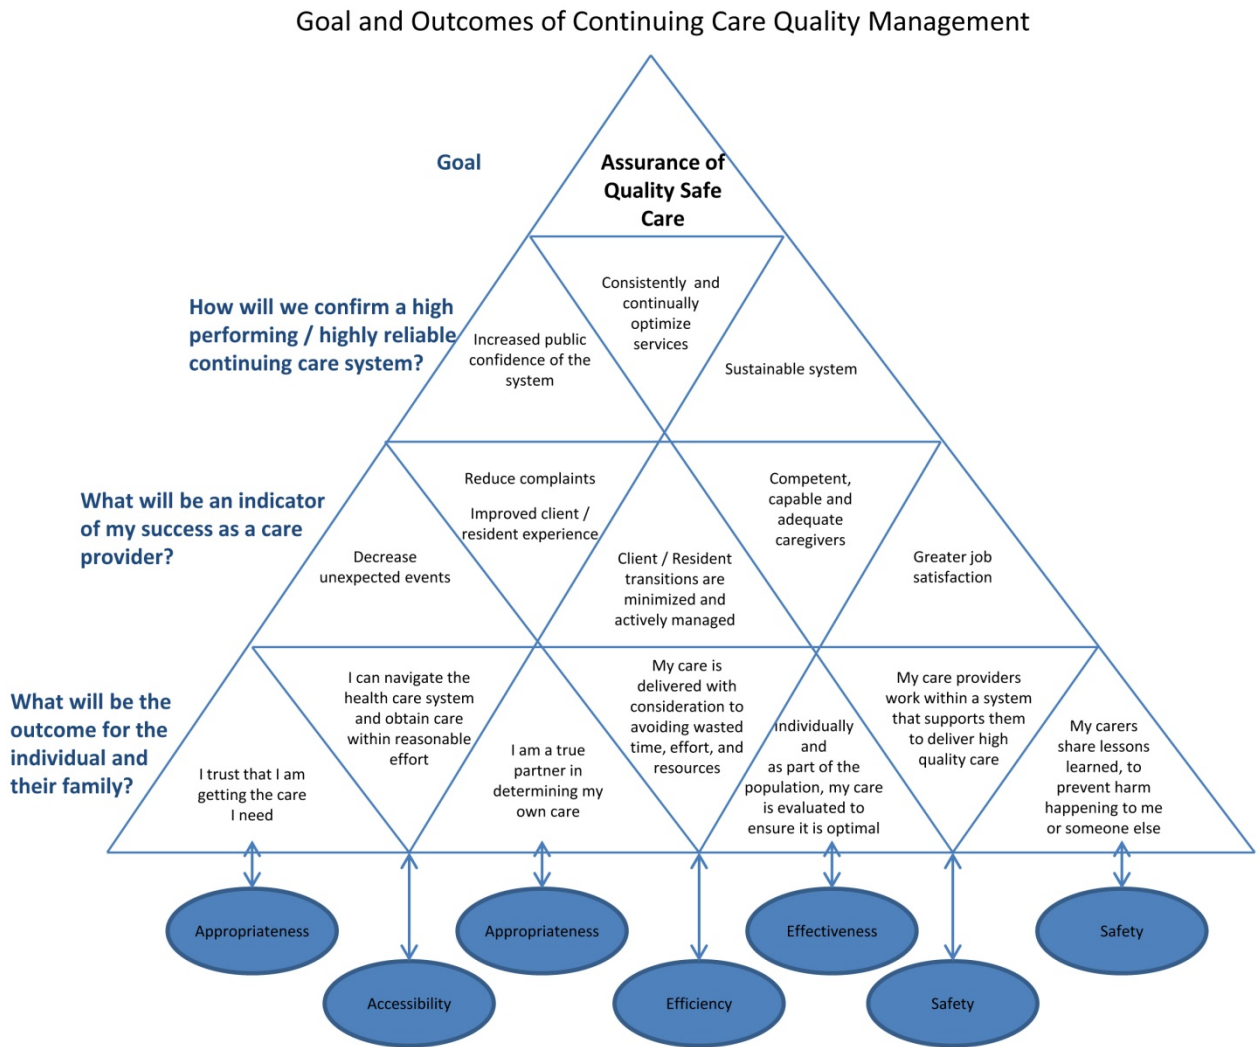 Goal and Outcomes of Continuing Care Quality Management
Goal
Assurance of
Quality Safe
Care
How will we confirm a high
performing / highly reliable
continuing care system?
Increased public
confidence of the
system
Consistently and
continually
optimize
services
Sustainable system
What will be an indicator
of my success as a care
provider?
Decrease
unexpected events
Reduce complaints
Improved client /
resident experience
Client / Resident
transitions are
minimized and
actively managed
Competent,
capable and
adequate
caregivers
Greater job
satisfaction
What will be the
outcome for the
individual and
their family?
I trust that I am
getting the care
I need
I can navigate the
health care system
and obtain care
within reasonable
effort
I am a true
partner in
determining my
own care
My care is
delivered with
consideration to
avoiding wasted
time, effort, and
resources
Individually
and
as part of the
population, my care
is evaluated to
ensure it is optimal
My care providers
work within a system
that supports them
to deliver high
quality care
My carers
share lessons
learned, to
prevent harm
happening to me
or someone else
Appropriateness
Accessibility
Appropriateness
Efficiency
Effectiveness
Safety
Safety